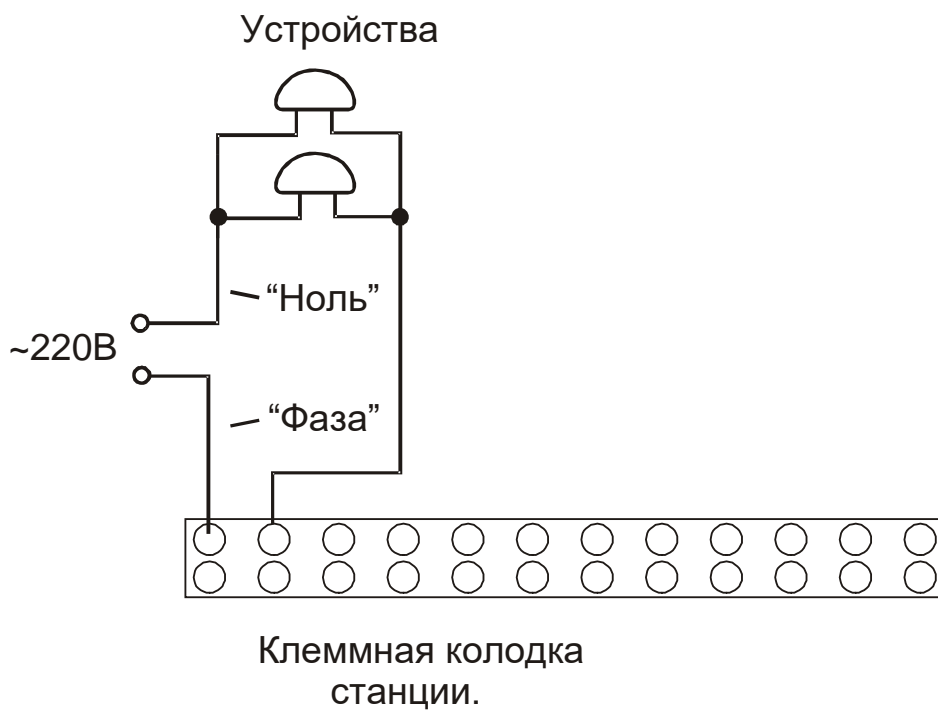 Устройства
“Ноль”
~220В
“Фаза”
Клеммная колодка
станции.